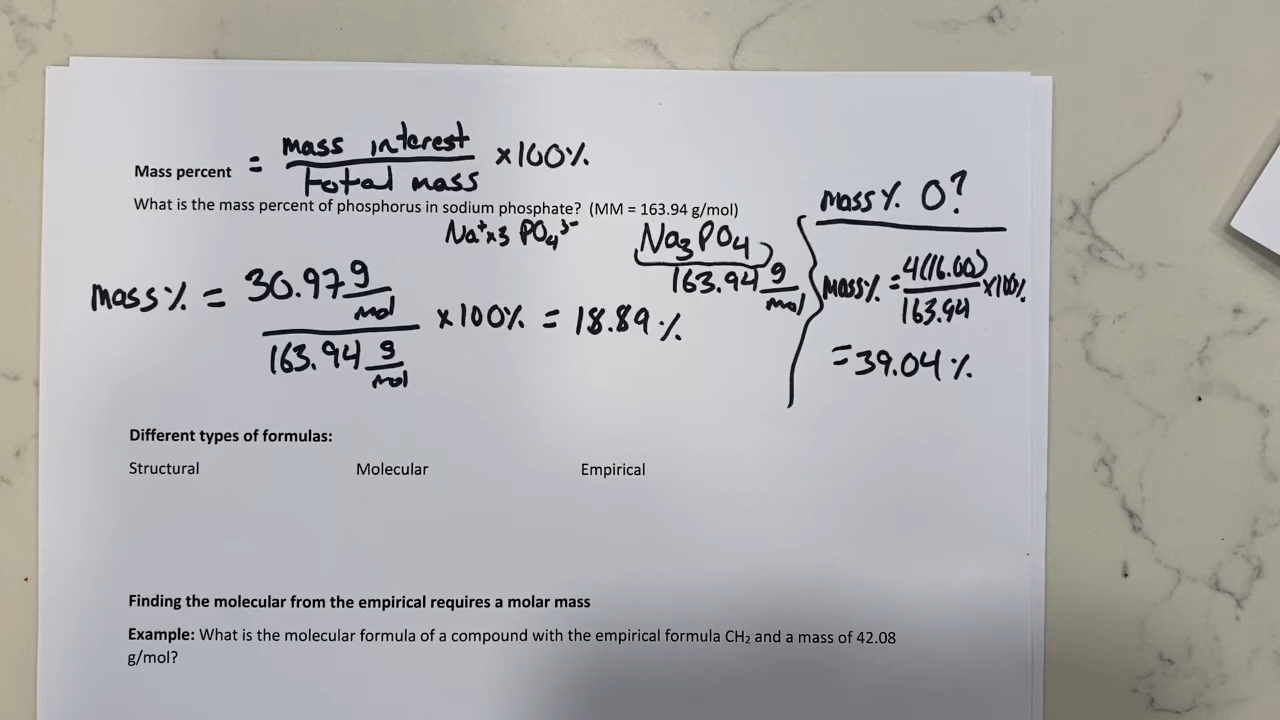 Mass percent = mass interest / total mass ×100%
What is the mass percent of phosphorus in sodium phosphate? (MM = 163.94 g/mol)
Na⁺×3 PO₄³⁻
Na₃PO₄
163.94 g/mol
mass% = 30.97 g/mol / 163.94 g/mol ×100% = 18.89%
mass%. O?
mass% = 4(16.00) / 163.94 ×100%
= 39.04%
Different types of formulas:
Structural Molecular Empirical
Finding the molecular from the empirical requires a molar mass
Example: What is the molecular formula of a compound with the empirical formula CH₂ and a mass of 42.08
g/mol?